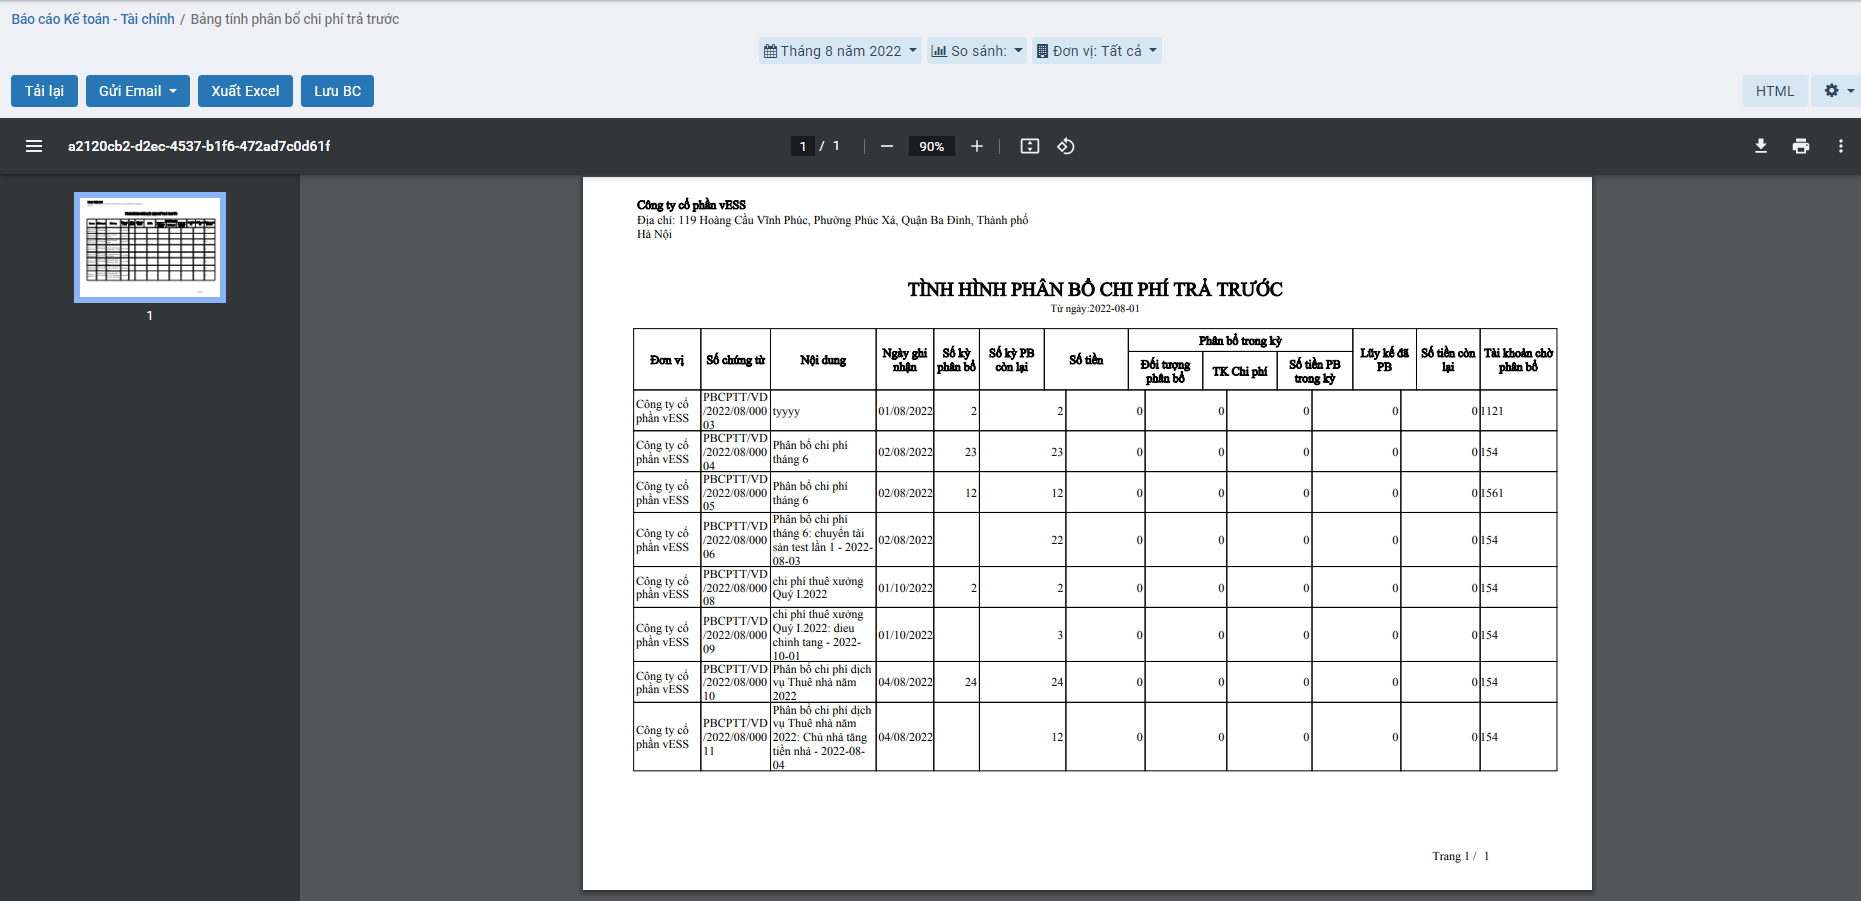 Báo cáo Kế toán - Tài chính / Bảng tính phân bổ chi phí trả trước
Tháng 8 năm 2022 So sánh: Đơn vị: Tất cả
Tải lại Gửi Email Xuất Excel Lưu BC HTML
a2120cb2-d2ec-4537-b1f6-472ad7c0d61f 1 / 1 90%
1
Công ty cổ phần vESS
Địa chỉ: 119 Hoàng Cầu Vĩnh Phúc, Phường Phúc Xá, Quận Ba Đình, Thành phố
Hà Nội
TÌNH HÌNH PHÂN BỔ CHI PHÍ TRẢ TRƯỚC
Từ ngày:2022-08-01
Đơn vị Số chứng từ Nội dung Ngày ghi nhận Số kỳ phân bổ Số kỳ PB còn lại Số tiền Phân bổ trong kỳ Lũy kế đã PB Số tiền còn lại Tài khoản chờ phân bổ
Đối tượng phân bổ TK Chi phí Số tiền PB trong kỳ
Công ty cổ phần vESS PBCPTT/VD/2022/08/00003 tyyyy 01/08/2022 2 2 0 0 0 0 0 1121
Công ty cổ phần vESS PBCPTT/VD/2022/08/00004 Phân bổ chi phí tháng 6 02/08/2022 23 23 0 0 0 0 0 154
Công ty cổ phần vESS PBCPTT/VD/2022/08/00005 Phân bổ chi phí tháng 6 02/08/2022 12 12 0 0 0 0 0 1561
Công ty cổ phần vESS PBCPTT/VD/2022/08/00006 Phân bổ chi phí tháng 6: chuyển tài sản test lần 1 - 2022-08-03 02/08/2022 22 0 0 0 0 0 154
Công ty cổ phần vESS PBCPTT/VD/2022/08/00008 chi phí thuê xưởng Quý I.2022 01/10/2022 2 2 0 0 0 0 0 154
Công ty cổ phần vESS PBCPTT/VD/2022/08/00009 chi phí thuê xưởng Quý I.2022: dieu chinh tang - 2022-10-01 01/10/2022 3 0 0 0 0 0 154
Công ty cổ phần vESS PBCPTT/VD/2022/08/00010 Phân bổ chi phí dịch vụ Thuê nhà năm 2022 04/08/2022 24 24 0 0 0 0 0 154
Công ty cổ phần vESS PBCPTT/VD/2022/08/00011 Phân bổ chi phí dịch vụ Thuê nhà năm 2022: Chủ nhà tăng tiền nhà - 2022-08-04 04/08/2022 12 0 0 0 0 0 154
Trang 1 / 1